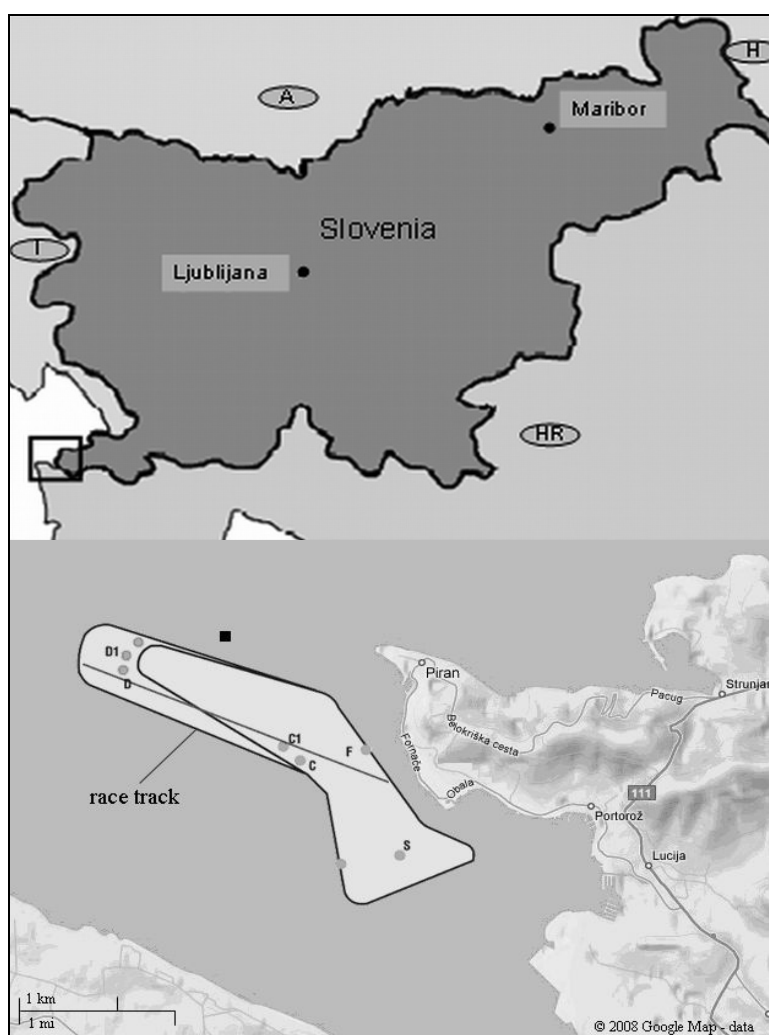 H
A
Maribor
Slovenia
I
Ljublijana
HR
D1
D
Piran
Strunjan
Pacug
Belokriška cesta
Fornače
C1
F
C
race track
Obala
111
Portorož
S
Lucija
1 km
1 mi
© 2008 Google Map - data